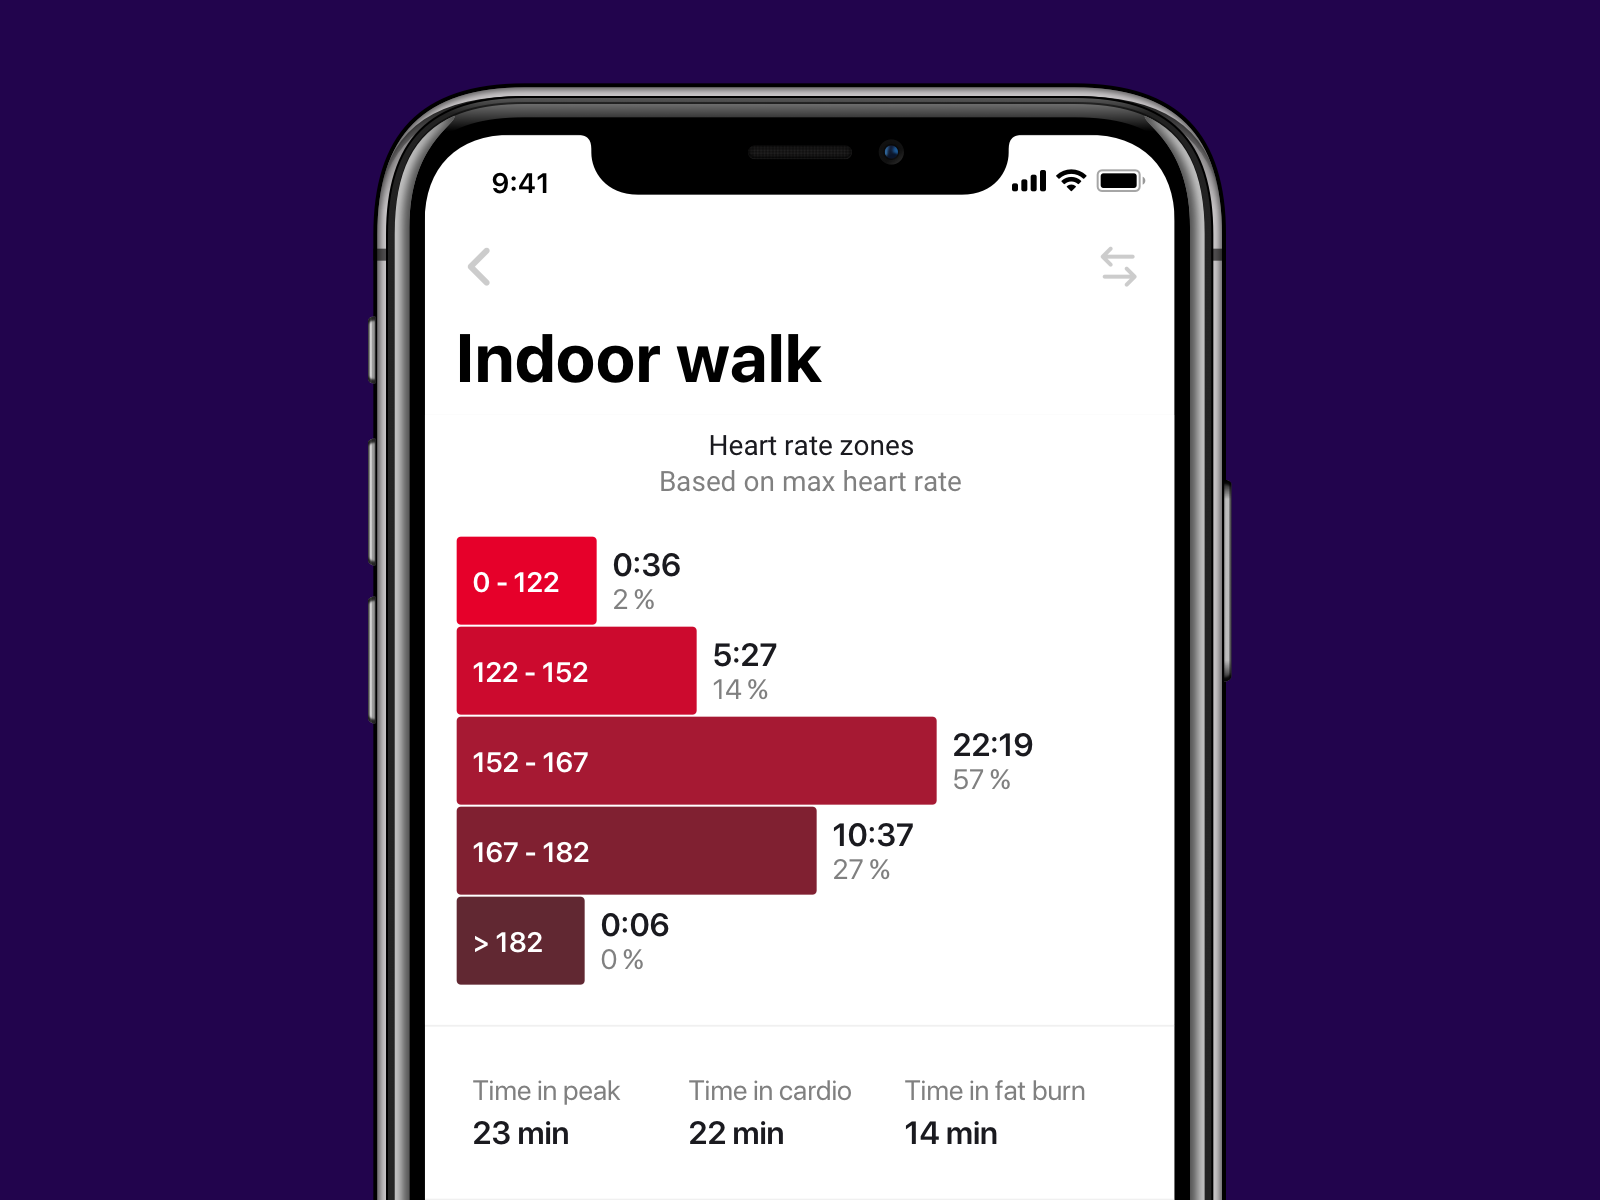 9:41
Indoor walk
Heart rate zones
Based on max heart rate
0 - 122
0:36
2 %
122 - 152
5:27
14 %
152 - 167
22:19
57 %
167 - 182
10:37
27 %
> 182
0:06
0 %
Time in peak
Time in cardio
Time in fat burn
23 min
22 min
14 min